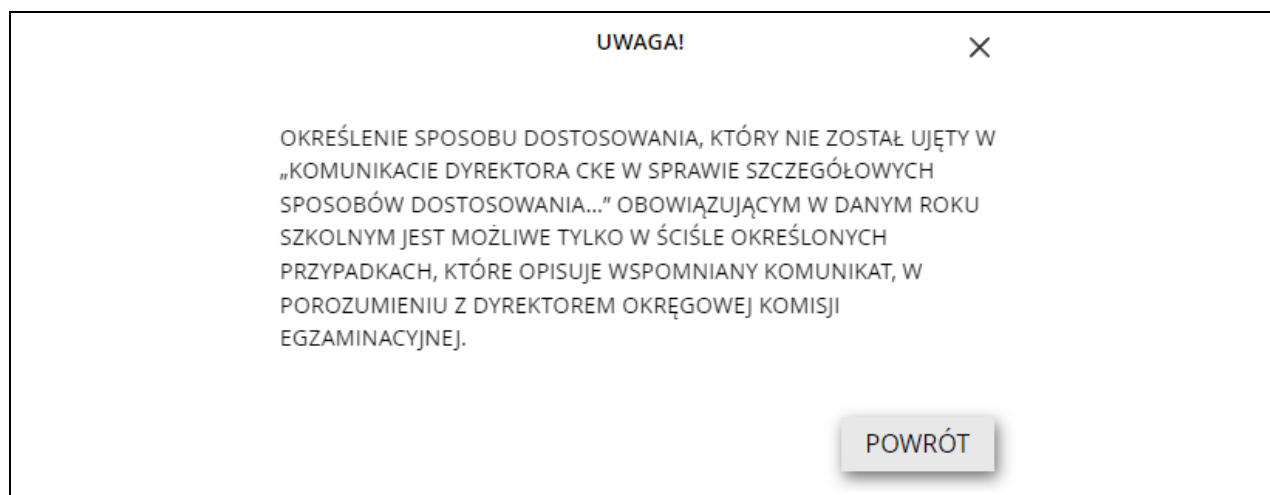 UWAGA!
OKREŚLENIE SPOSOBU DOSTOSOWANIA, KTÓRY NIE ZOSTAŁ UJĘTY W
„KOMUNIKACIE DYREKTORA CKE W SPRAWIE SZCZEGÓŁOWYCH
SPOSOBÓW DOSTOSOWANIA...” OBOWIĄZUJĄCYM W DANYM ROKU
SZKOLNYM JEST MOŻLIWE TYLKO W ŚCIŚLE OKREŚLONYCH
PRZYPADKACH, KTÓRE OPISUJE WSPOMNIANY KOMUNIKAT, W
POROZUMIENIU Z DYREKTOREM OKRĘGOWEJ KOMISJI
EGZAMINACYJNEJ.
POWRÓT